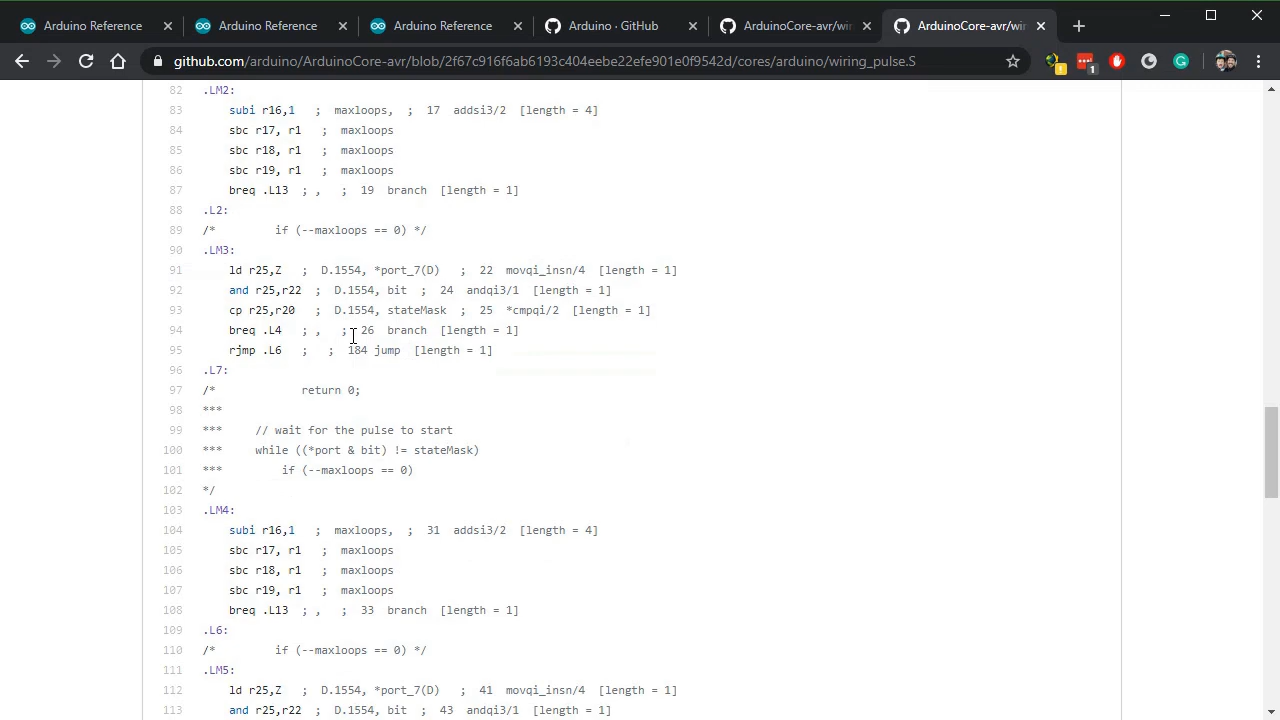 Arduino Reference
Arduino Reference
Arduino Reference
Arduino · GitHub
ArduinoCore-avr/wir
ArduinoCore-avr/wi
github.com/arduino/ArduinoCore-avr/blob/2f67c916f6ab6193c404eebe22efe901e0f9542d/cores/arduino/wiring_pulse.S
1
82 .LM2:
83 subi r16,1 ; maxloops, ; 17 addsi3/2 [length = 4]
84 sbc r17, r1 ; maxloops
85 sbc r18, r1 ; maxloops
86 sbc r19, r1 ; maxloops
87 breq .L13 ; , ; 19 branch [length = 1]
88 .L2:
89 /* if (--maxloops == 0) */
90 .LM3:
91 ld r25,Z ; D.1554, *port_7(D) ; 22 movqi_insn/4 [length = 1]
92 and r25,r22 ; D.1554, bit ; 24 andqi3/1 [length = 1]
93 cp r25,r20 ; D.1554, stateMask ; 25 *cmpqi/2 [length = 1]
94 breq .L4 ; , ; 26 branch [length = 1]
95 rjmp .L6 ; ; 184 jump [length = 1]
96 .L7:
97 /* return 0;
98 ***
99 *** // wait for the pulse to start
100 *** while ((*port & bit) != stateMask)
101 *** if (--maxloops == 0)
102 */
103 .LM4:
104 subi r16,1 ; maxloops, ; 31 addsi3/2 [length = 4]
105 sbc r17, r1 ; maxloops
106 sbc r18, r1 ; maxloops
107 sbc r19, r1 ; maxloops
108 breq .L13 ; , ; 33 branch [length = 1]
109 .L6:
110 /* if (--maxloops == 0) */
111 .LM5:
112 ld r25,Z ; D.1554, *port_7(D) ; 41 movqi_insn/4 [length = 1]
113 and r25,r22 ; D.1554, bit ; 43 andqi3/1 [length = 1]